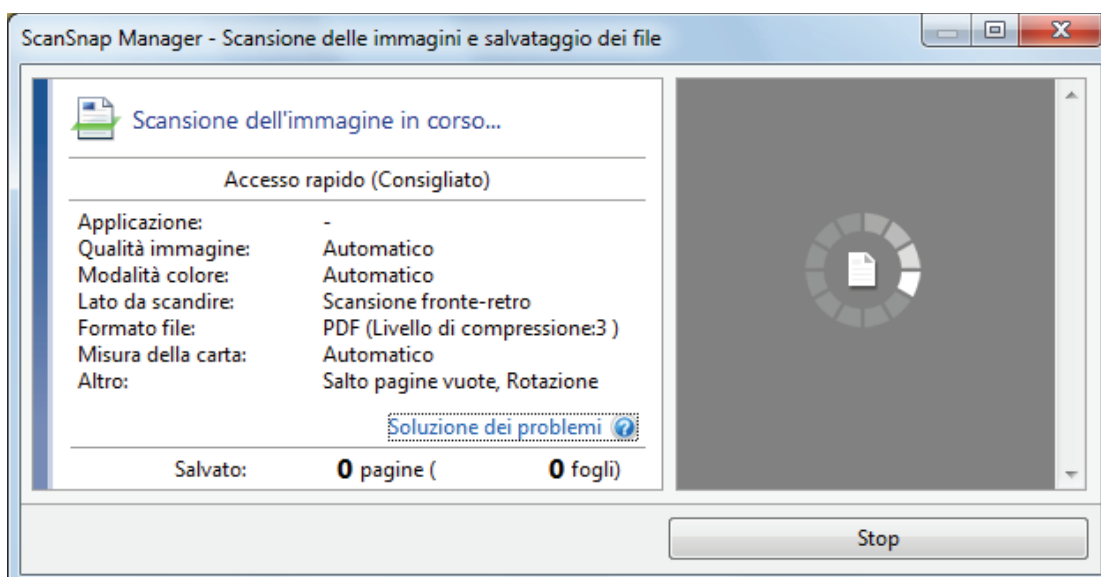 ScanSnap Manager - Scansione delle immagini e salvataggio dei file
Scansione dell'immagine in corso...
Accesso rapido (Consigliato)
Applicazione: -
Qualità immagine: Automatico
Modalità colore: Automatico
Lato da scandire: Scansione fronte-retro
Formato file: PDF (Livello di compressione:3 )
Misura della carta: Automatico
Altro: Salto pagine vuote, Rotazione
Soluzione dei problemi
Salvato: 0 pagine ( 0 fogli)
Stop